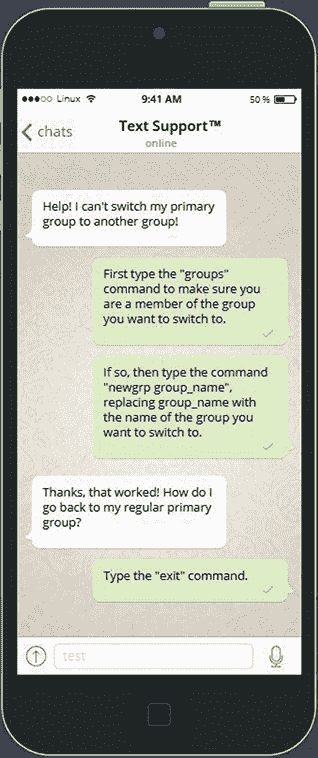 Linux 9:41 AM 50 %
chats Text Support™
online
Help! I can't switch my primary
group to another group!
First type the "groups"
command to make sure you
are a member of the group
you want to switch to.
If so, then type the command
"newgrp group_name",
replacing group_name with
the name of the group you
want to switch to.
Thanks, that worked! How do I
go back to my regular primary
group?
Type the "exit" command.
test